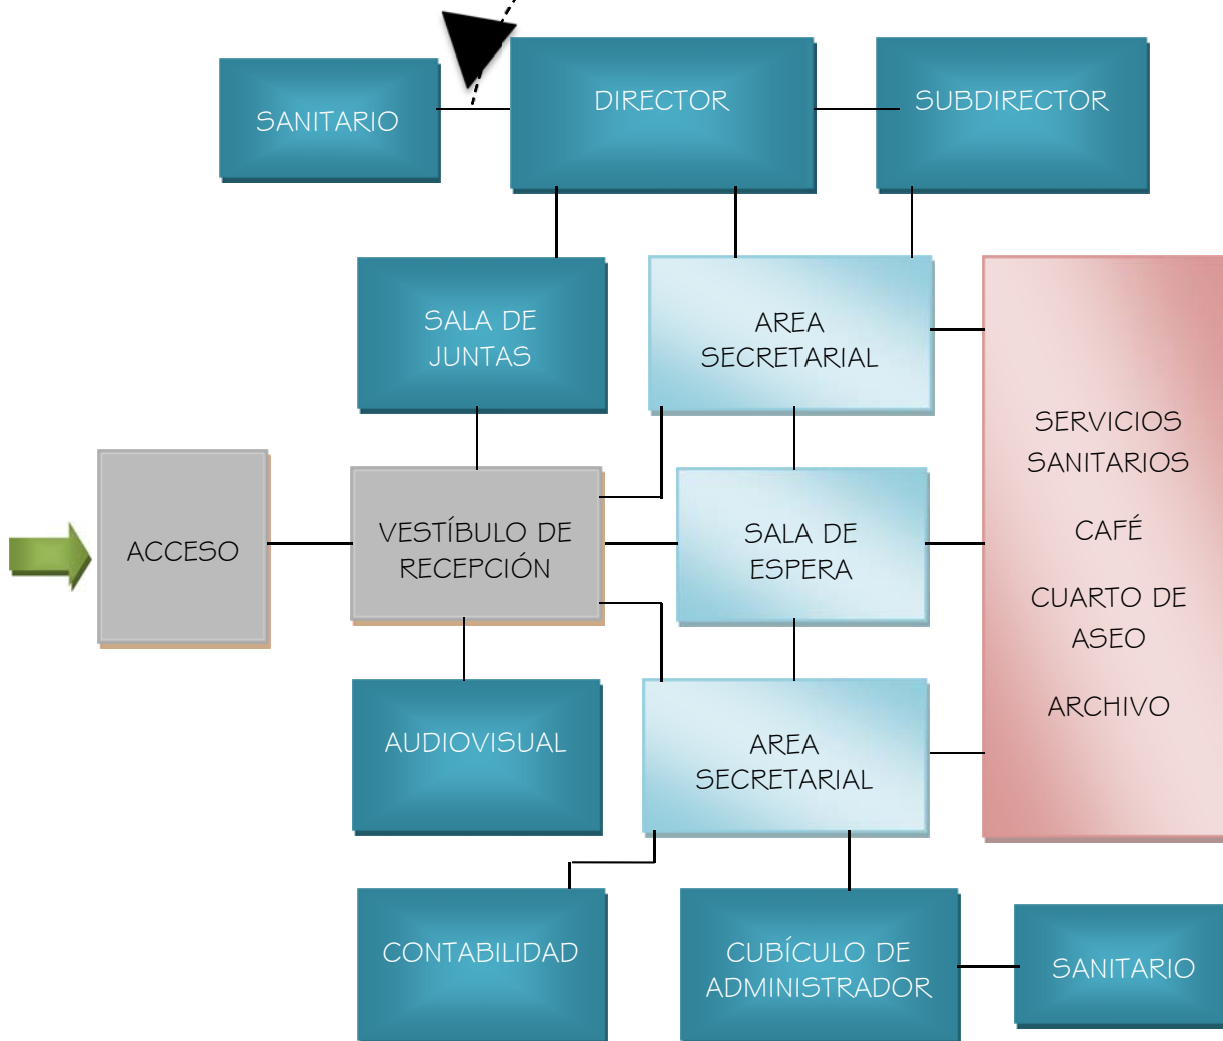 SANITARIO
DIRECTOR
SUBDIRECTOR
SALA DE
JUNTAS
AREA
SECRETARIAL
SERVICIOS
SANITARIOS
CAFÉ
CUARTO DE
ASEO
ARCHIVO
ACCESO
VESTÍBULO DE
RECEPCIÓN
SALA DE
ESPERA
AUDIOVISUAL
AREA
SECRETARIAL
CONTABILIDAD
CUBÍCULO DE
ADMINISTRADOR
SANITARIO